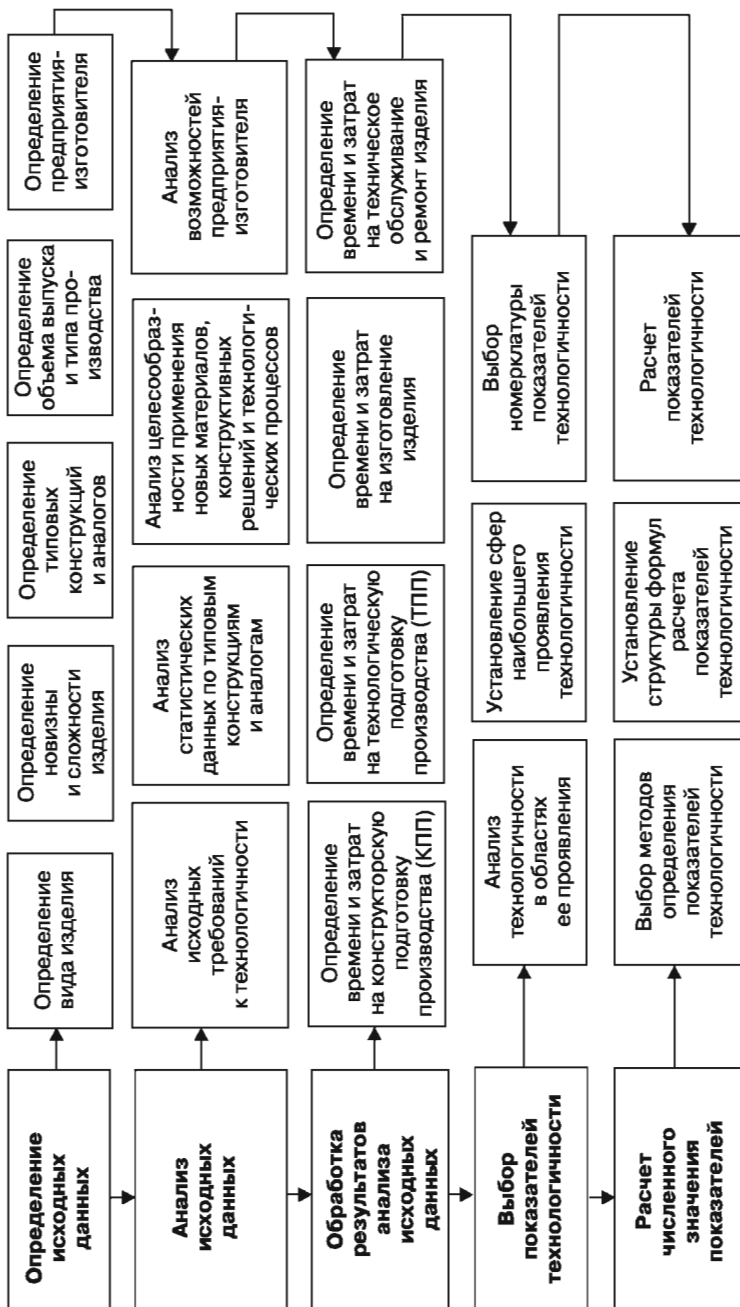 Определение
исходных
данных
Определение
вида изделия
Определение
новизны
и сложности
изделия
Определение
типовых
конструкций
и аналогов
Определение
объема выпуска
и типа про-
изводства
Определение
предприятия-
изготовителя
Анализ
исходных
данных
Анализ
исходных
требований
к технологичности
Анализ
статистических
данных по типовым
конструкциям
и аналогам
Анализ целесообраз-
ности применения
новых материалов,
конструктивных
решений и технологи-
ческих процессов
Анализ
возможностей
предприятия-
изготовителя
Обработка
результатов
анализа
исходных
данных
Определение
времени и затрат
на конструкторскую
подготовку
производства (КПП)
Определение
времени и затрат
на технологическую
подготовку
производства (ТПП)
Определение
времени и затрат
на изготовление
изделия
Определение
времени и затрат
на техническое
обслуживание
и ремонт изделия
Выбор
показателей
технологичности
Анализ
технологичности
в областях
ее проявления
Установление сфер
наибольшего
проявления
технологичности
Выбор
номерклатуры
показателей
технологичности
Расчет
численного
значения
показателей
Выбор методов
определения
показателей
технологичности
Установление
структуры формул
расчета
показателей
технологичности
Расчет
показателей
технологичности